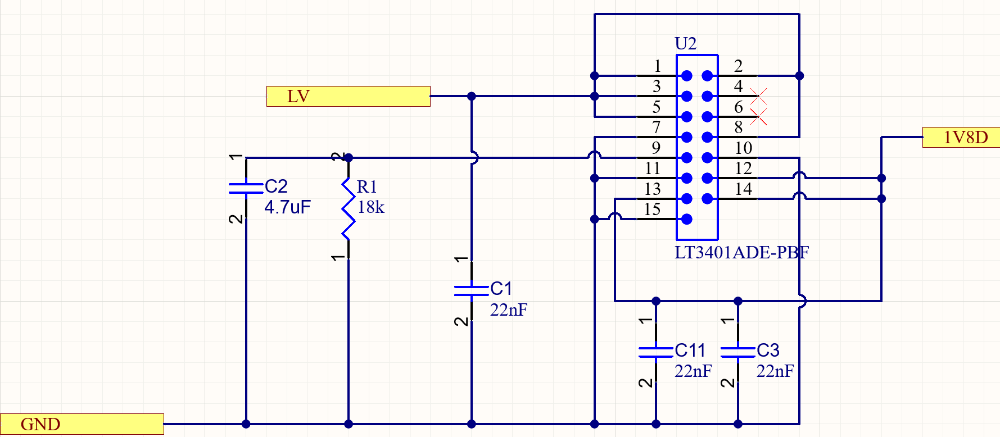 U2
1 2
LV
3 4
5 6
7 8
1V8D
9 10
1
2
11 12
C2
R1
4.7uF
18k
13 14
15
2
1
LT3401ADE-PBF
1
C1
22nF
2
1
1
C11
C3
22nF
22nF
2
2
GND